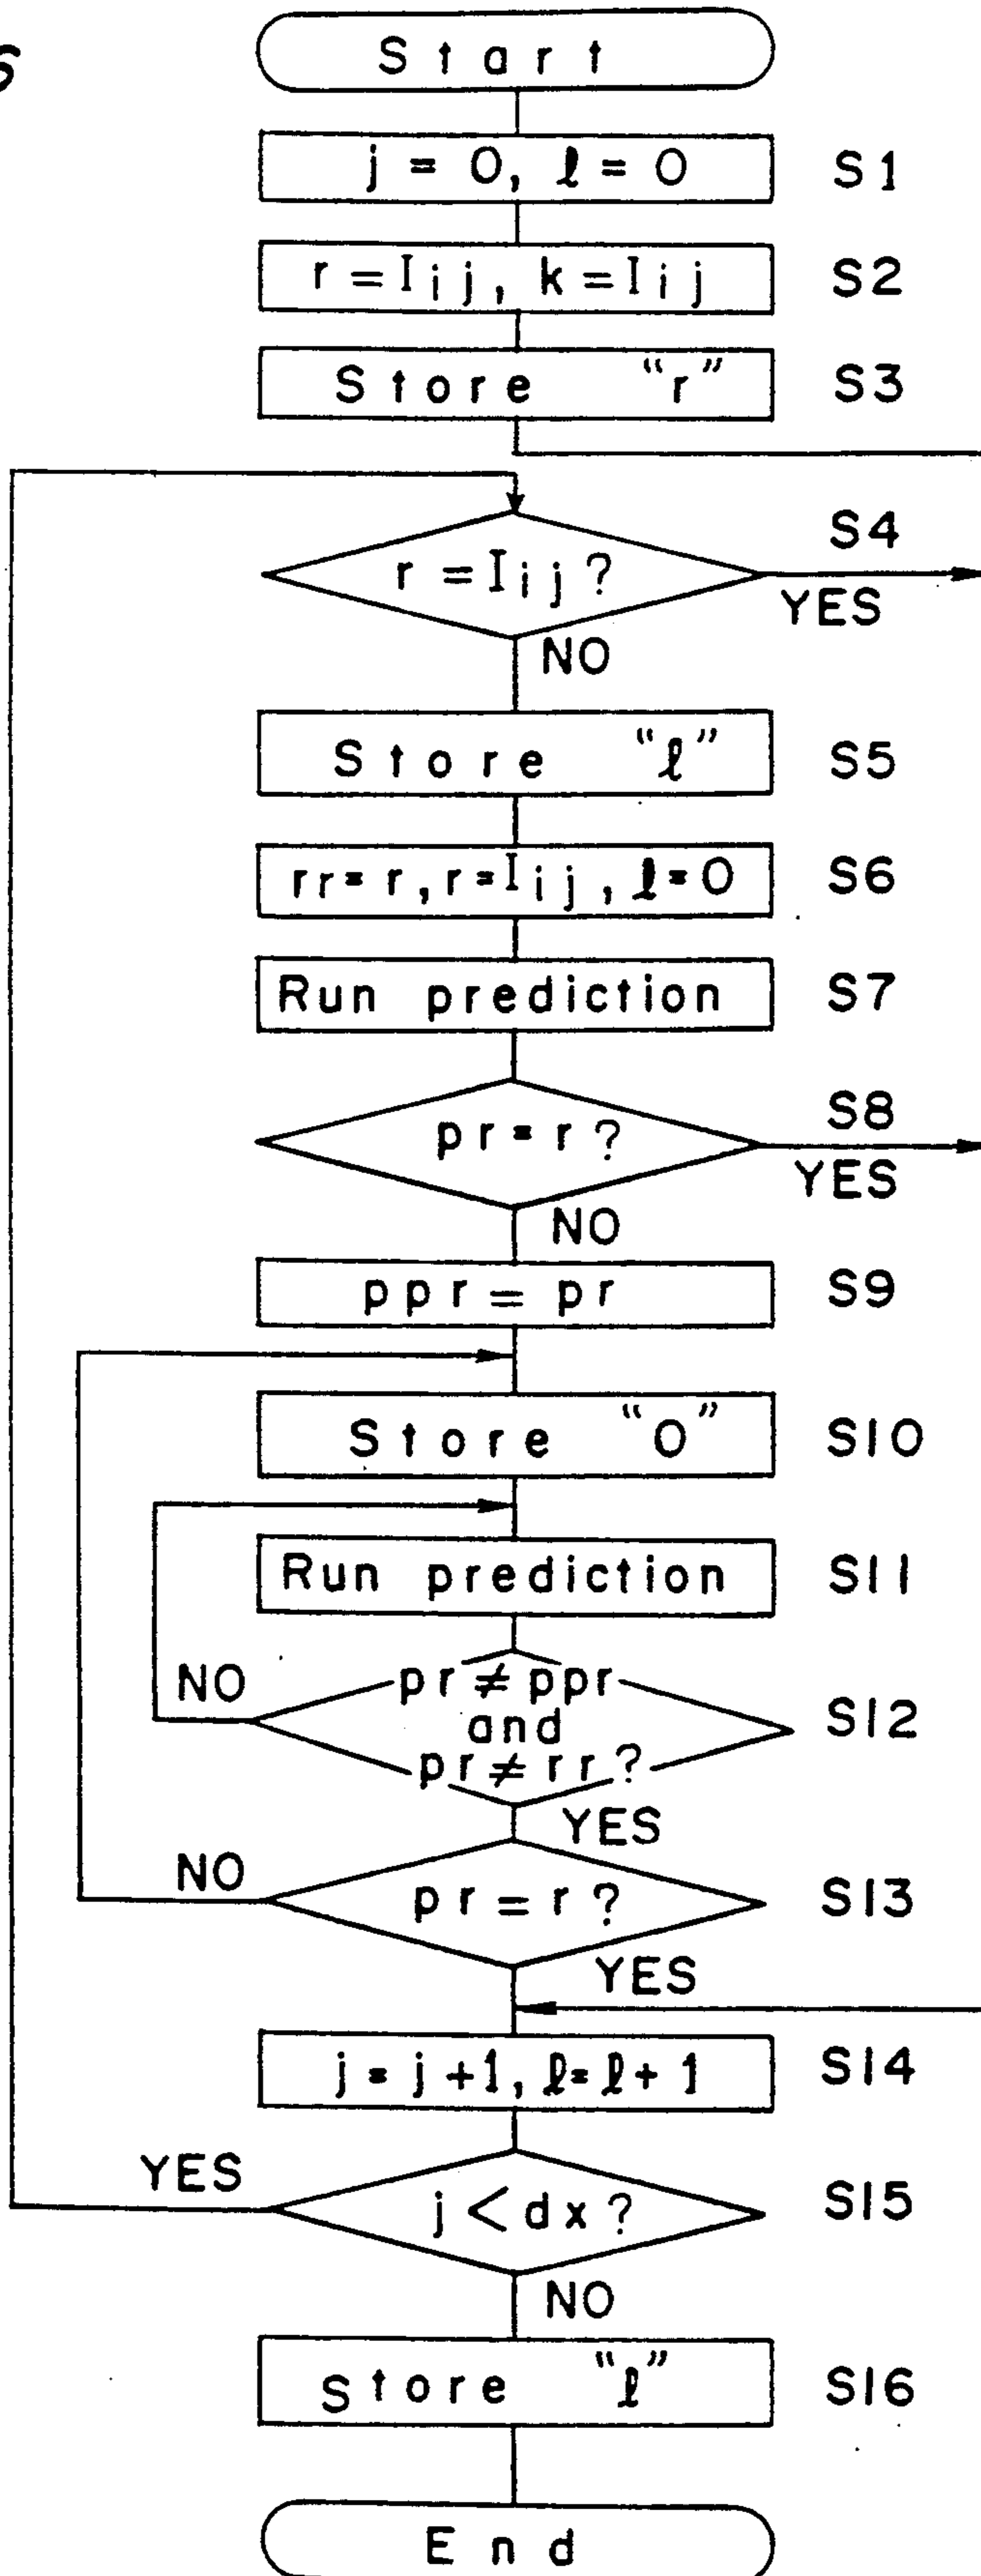 6
Start
j = 0, ℓ = 0 S1
r = Iij, k = Iij S2
Store "r" S3
S4
r = Iij ?
YES
NO
Store "ℓ" S5
rr = r, r = Iij, ℓ = 0 S6
Run prediction S7
S8
pr = r ?
YES
NO
ppr = pr S9
Store "0" S10
Run prediction S11
NO
pr ≠ ppr
and S12
pr ≠ rr ?
YES
NO
pr = r ? S13
YES
j = j + 1, ℓ = ℓ + 1 S14
YES
j < dx ? S15
NO
Store "ℓ" S16
End